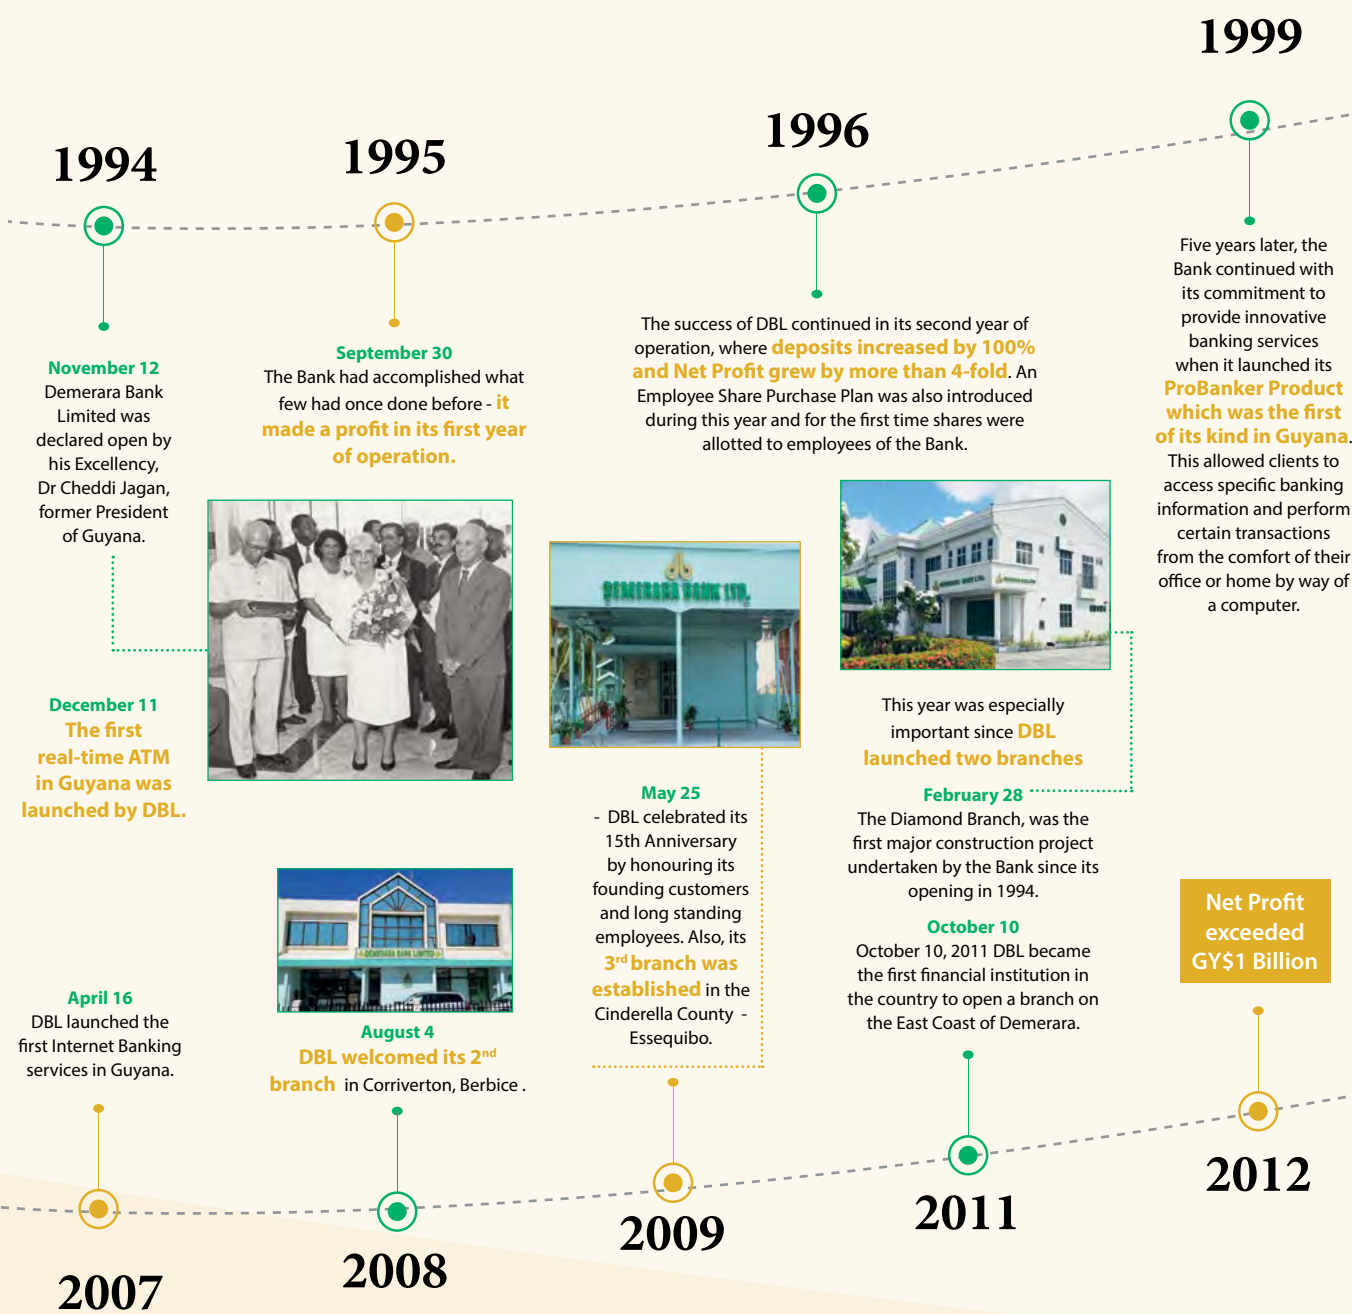 1994
November 12
Demerara Bank
Limited was
declared open by
his Excellency,
Dr Cheddi Jagan,
former President
of Guyana.
December 11
The first
real-time ATM
in Guyana was
launched by DBL.
1995
September 30
The Bank had accomplished what
few had once done before - it
made a profit in its first year
of operation.
1996
The success of DBL continued in its second year of
operation, where deposits increased by 100%
and Net Profit grew by more than 4-fold. An
Employee Share Purchase Plan was also introduced
during this year and for the first time shares were
allotted to employees of the Bank.
1999
Five years later, the
Bank continued with
its commitment to
provide innovative
banking services
when it launched its
ProBanker Product
which was the first
of its kind in Guyana.
This allowed clients to
access specific banking
information and perform
certain transactions
from the comfort of their
office or home by way of
a computer.
April 16
DBL launched the
first Internet Banking
services in Guyana.
2007
DEMERARA BANK LIMITED
August 4
DBL welcomed its 2nd
branch in Corriverton, Berbice .
2008
DEMERARA BANK LTD.
May 25
- DBL celebrated its
15th Anniversary
by honouring its
founding customers
and long standing
employees. Also, its
3rd branch was
established in the
Cinderella County -
Essequibo.
2009
This year was especially
important since DBL
launched two branches
February 28
The Diamond Branch, was the
first major construction project
undertaken by the Bank since its
opening in 1994.
October 10
October 10, 2011 DBL became
the first financial institution in
the country to open a branch on
the East Coast of Demerara.
2011
Net Profit
exceeded
GY$1 Billion
2012